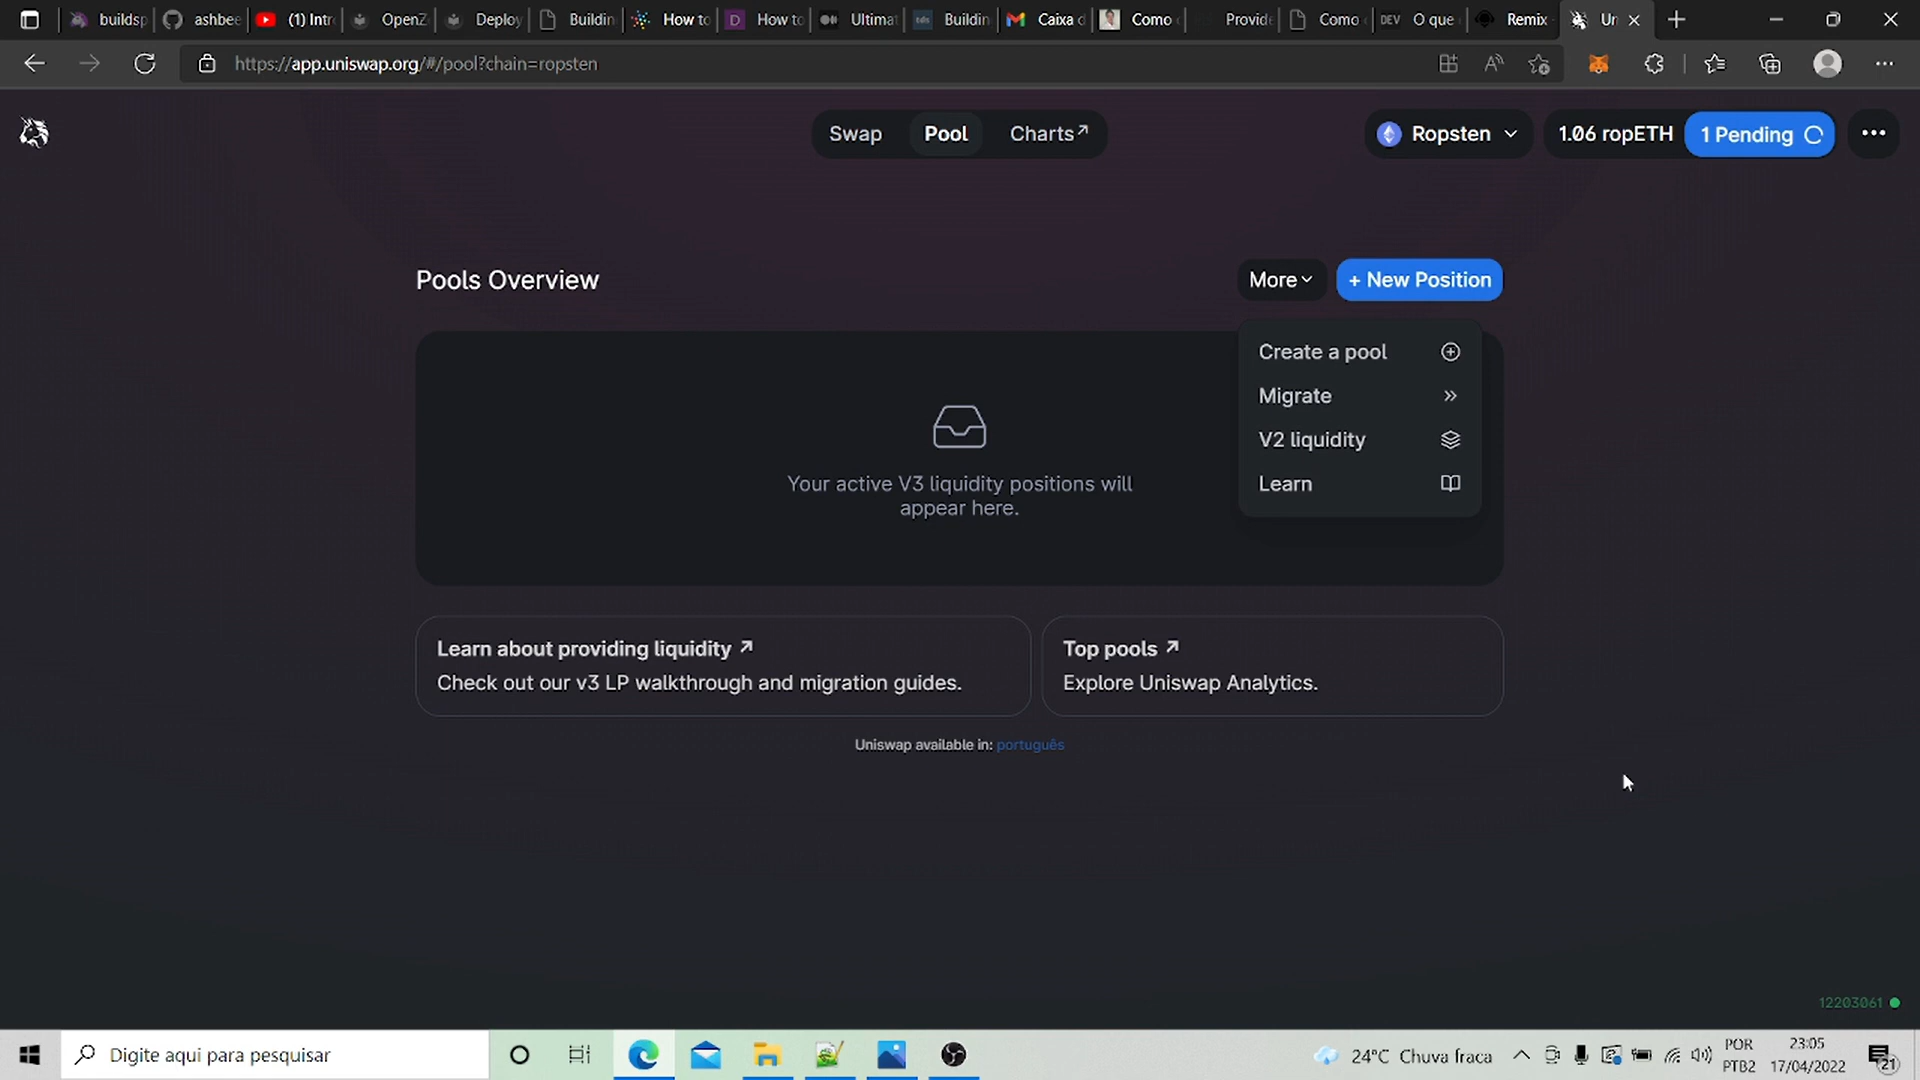 buildsp
ashbee
(1) Intr
OpenZ
Deploy
Buildin
How to
How to
Ultimat
Buildin
Caixa d
Como
Provide
Como
DEV
O que
Remix
Un
https://app.uniswap.org/#/pool?chain=ropsten
Swap
Pool
Charts↗
Ropsten
1.06 ropETH
1 Pending
Pools Overview
More
+ New Position
Create a pool
Migrate
V2 liquidity
Learn
Your active V3 liquidity positions will
appear here.
Learn about providing liquidity ↗
Check out our v3 LP walkthrough and migration guides.
Top pools ↗
Explore Uniswap Analytics.
Uniswap available in: português
12203061
Digite aqui para pesquisar
24°C Chuva fraca
POR
PTB2
23:05
17/04/2022
21